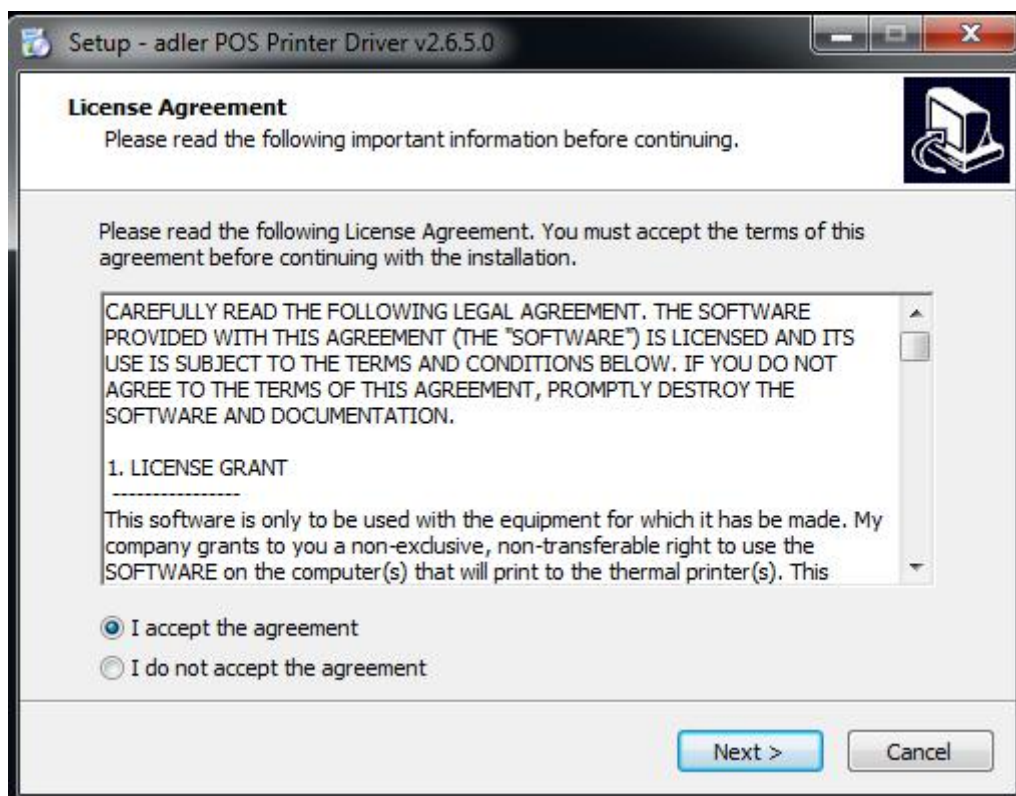 Setup - adler POS Printer Driver v2.6.5.0
License Agreement
Please read the following important information before continuing.
Please read the following License Agreement. You must accept the terms of this
agreement before continuing with the installation.
CAREFULLY READ THE FOLLOWING LEGAL AGREEMENT. THE SOFTWARE
PROVIDED WITH THIS AGREEMENT (THE "SOFTWARE") IS LICENSED AND ITS
USE IS SUBJECT TO THE TERMS AND CONDITIONS BELOW. IF YOU DO NOT
AGREE TO THE TERMS OF THIS AGREEMENT, PROMPTLY DESTROY THE
SOFTWARE AND DOCUMENTATION.
1. LICENSE GRANT
----------------
This software is only to be used with the equipment for which it has be made. My
company grants to you a non-exclusive, non-transferable right to use the
SOFTWARE on the computer(s) that will print to the thermal printer(s). This
I accept the agreement
I do not accept the agreement
Next >
Cancel